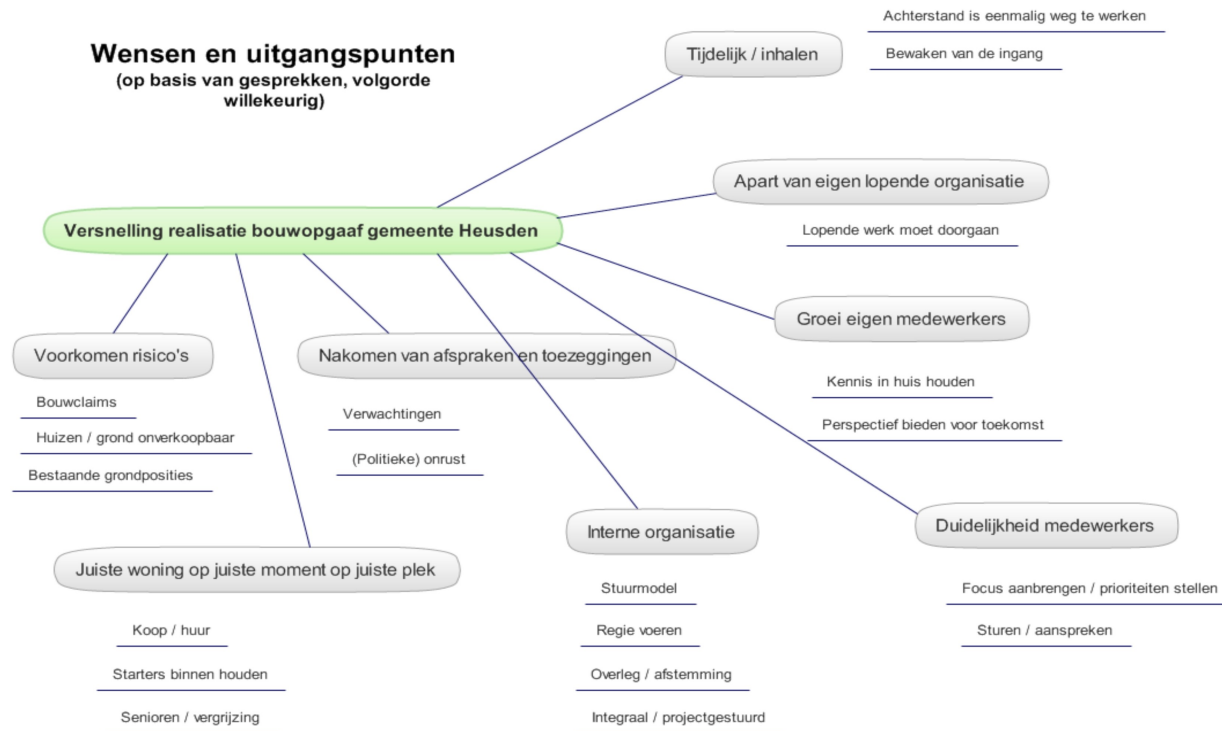 Wensen en uitgangspunten
(op basis van gesprekken, volgorde
willekeurig)
Tijdelijk / inhalen
Achterstand is eenmalig weg te werken
Bewaken van de ingang
Apart van eigen lopende organisatie
Lopende werk moet doorgaan
Versnelling realisatie bouwopgaaf gemeente Heusden
Groei eigen medewerkers
Kennis in huis houden
Perspectief bieden voor toekomst
Voorkomen risico's
Bouwclaims
Huizen / grond onverkoopbaar
Bestaande grondposities
Nakomen van afspraken en toezeggingen
Verwachtingen
(Politieke) onrust
Juiste woning op juiste moment op juiste plek
Koop / huur
Starters binnen houden
Senioren / vergrijzing
Interne organisatie
Stuurmodel
Regie voeren
Overleg / afstemming
Integraal / projectgestuurd
Duidelijkheid medewerkers
Focus aanbrengen / prioriteiten stellen
Sturen / aanspreken